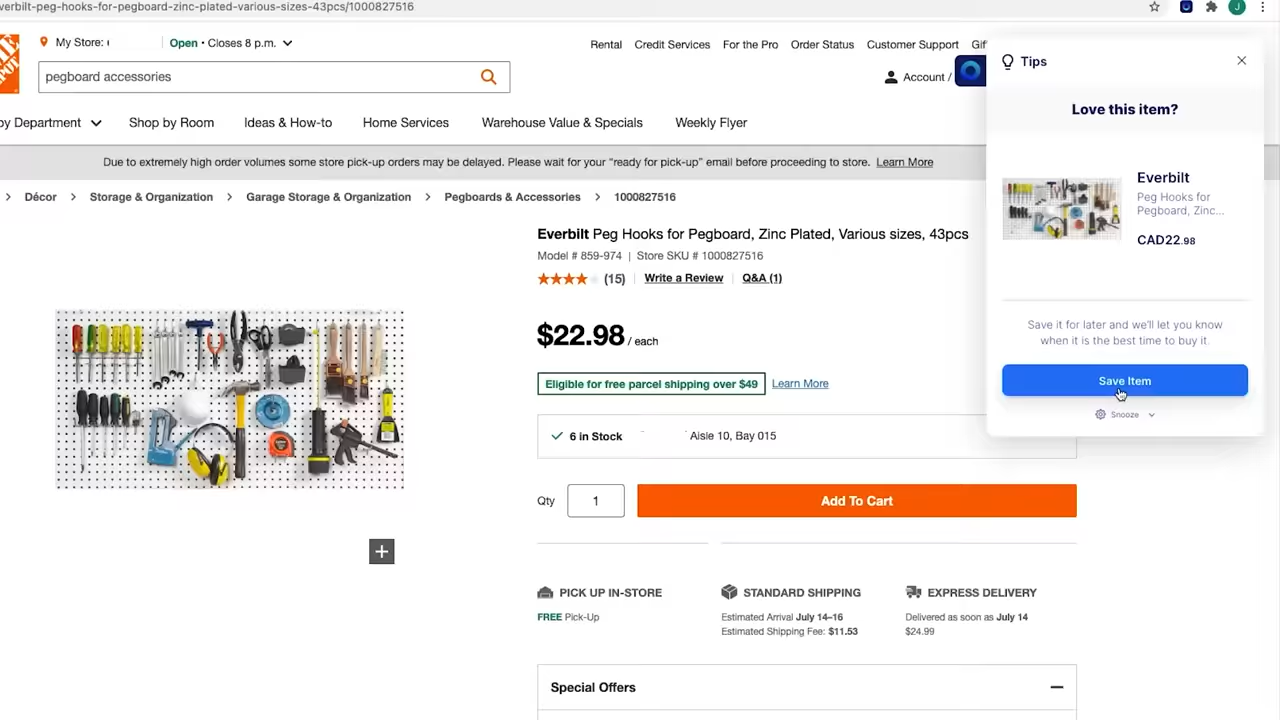 verbilt-peg-hooks-for-pegboard-zinc-plated-various-sizes-43pcs/1000827516
J
DEPOT
My Store:
Open • Closes 8 p.m.
Rental Credit Services For the Pro Order Status Customer Support Gif
pegboard accessories
Account /
by Department Shop by Room Ideas & How-to Home Services Warehouse Value & Specials Weekly Flyer
Due to extremely high order volumes some store pick-up orders may be delayed. Please wait for your “ready for pick-up” email before proceeding to store. Learn More
> Décor > Storage & Organization > Garage Storage & Organization > Pegboards & Accessories > 1000827516
Everbilt Peg Hooks for Pegboard, Zinc Plated, Various sizes, 43pcs
Model # 859-974 | Store SKU # 1000827516
(15) Write a Review Q&A (1)
$22.98 / each
Eligible for free parcel shipping over $49 Learn More
6 in Stock Aisle 10, Bay 015
Qty 1 Add To Cart
PICK UP IN-STORE
FREE Pick-Up
STANDARD SHIPPING
Estimated Arrival July 14–16
Estimated Shipping Fee: $11.53
EXPRESS DELIVERY
Delivered as soon as July 14
$24.99
Special Offers
Tips
Love this item?
Everbilt
Peg Hooks for
Pegboard, Zinc...
CAD22.98
Save it for later and we’ll let you know
when it is the best time to buy it.
Save Item
Snooze